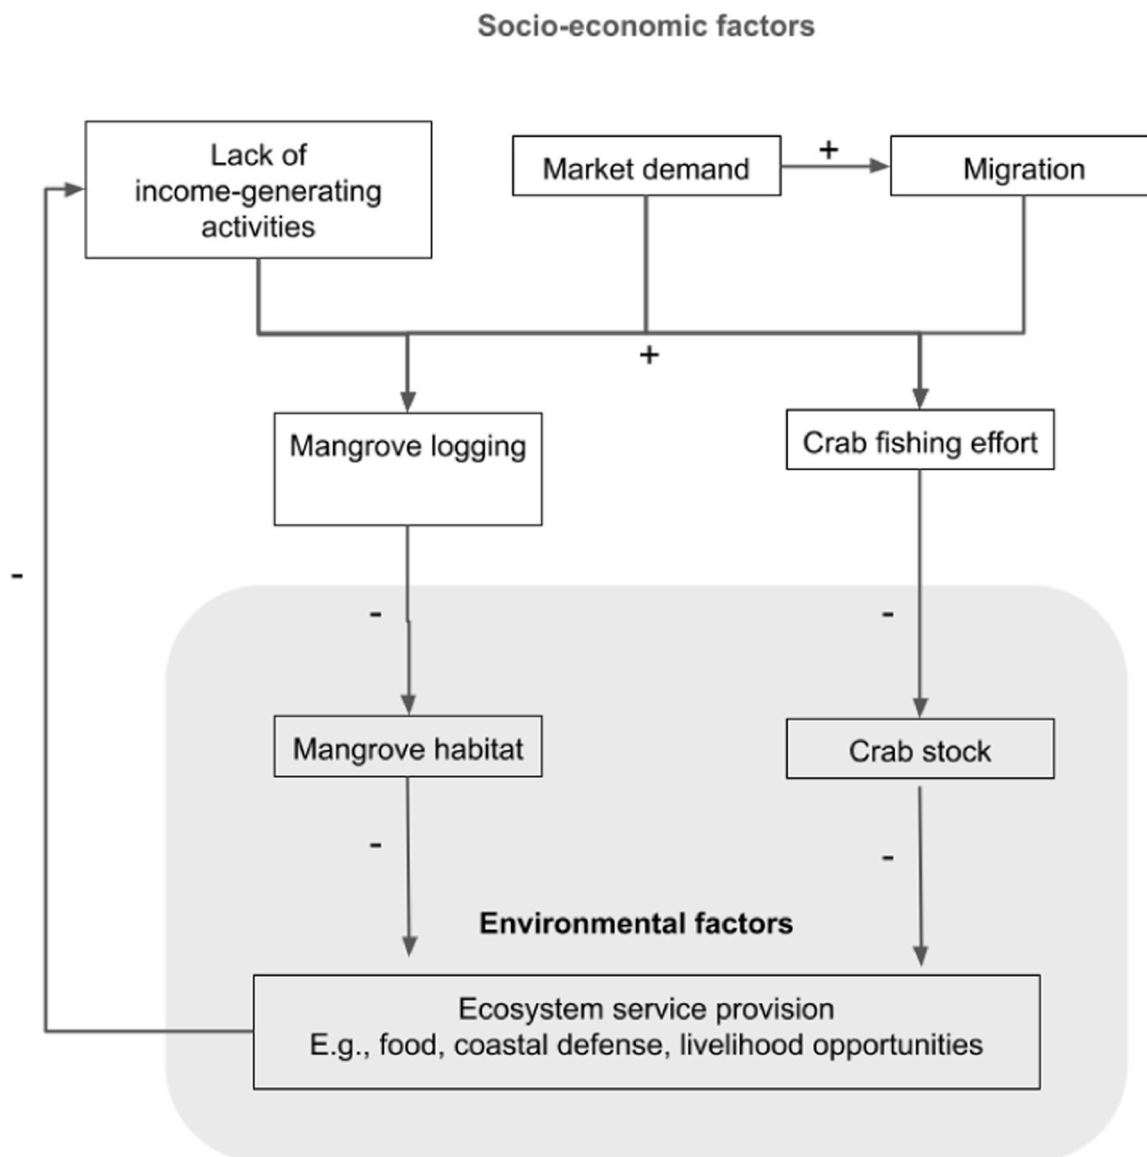 Socio-economic factors
Lack of
income-generating
activities
Market demand
+
Migration
+
Mangrove logging
Crab fishing effort
-
-
-
Mangrove habitat
Crab stock
-
-
Environmental factors
Ecosystem service provision
E.g., food, coastal defense, livelihood opportunities